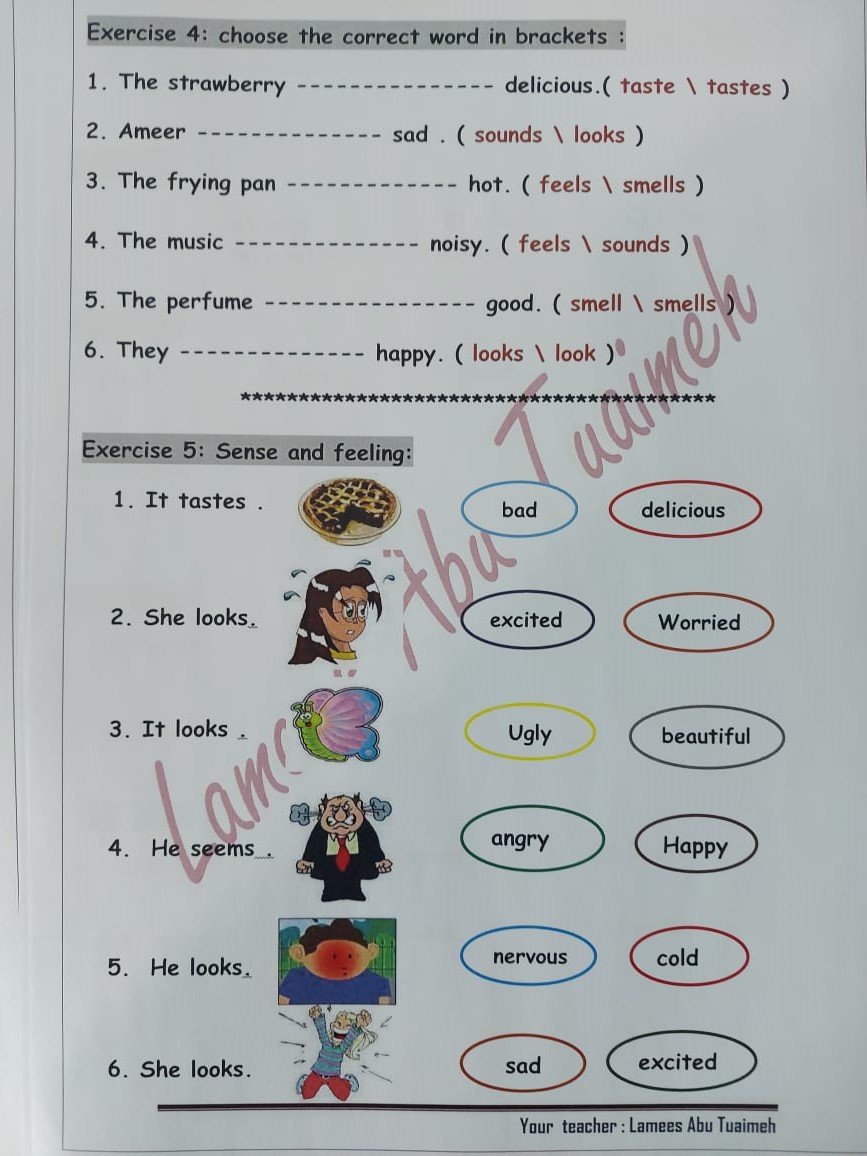 Exercise 4: choose the correct word in brackets :
1. The strawberry --------------- delicious.( taste \ tastes )
2. Ameer -------------- sad . ( sounds \ looks )
3. The frying pan ------------- hot. ( feels \ smells )
4. The music -------------- noisy. ( feels \ sounds )
5. The perfume ---------------- good. ( smell \ smells )
6. They -------------- happy. ( looks \ look )
*****************************************
Exercise 5: Sense and feeling:
1. It tastes . bad delicious
2. She looks. excited Worried
3. It looks . Ugly beautiful
4. He seems . angry Happy
5. He looks. nervous cold
6. She looks. sad excited
Your teacher : Lamees Abu Tuaimeh
Lame Abu Tuaimeh